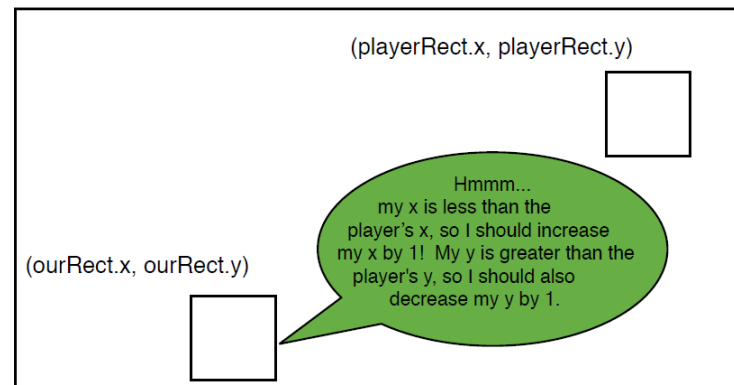 (playerRect.x, playerRect.y)
Hmmm...
my x is less than the
player’s x, so I should increase
my x by 1!  My y is greater than the
player's y, so I should also
decrease my y by 1.
(ourRect.x, ourRect.y)